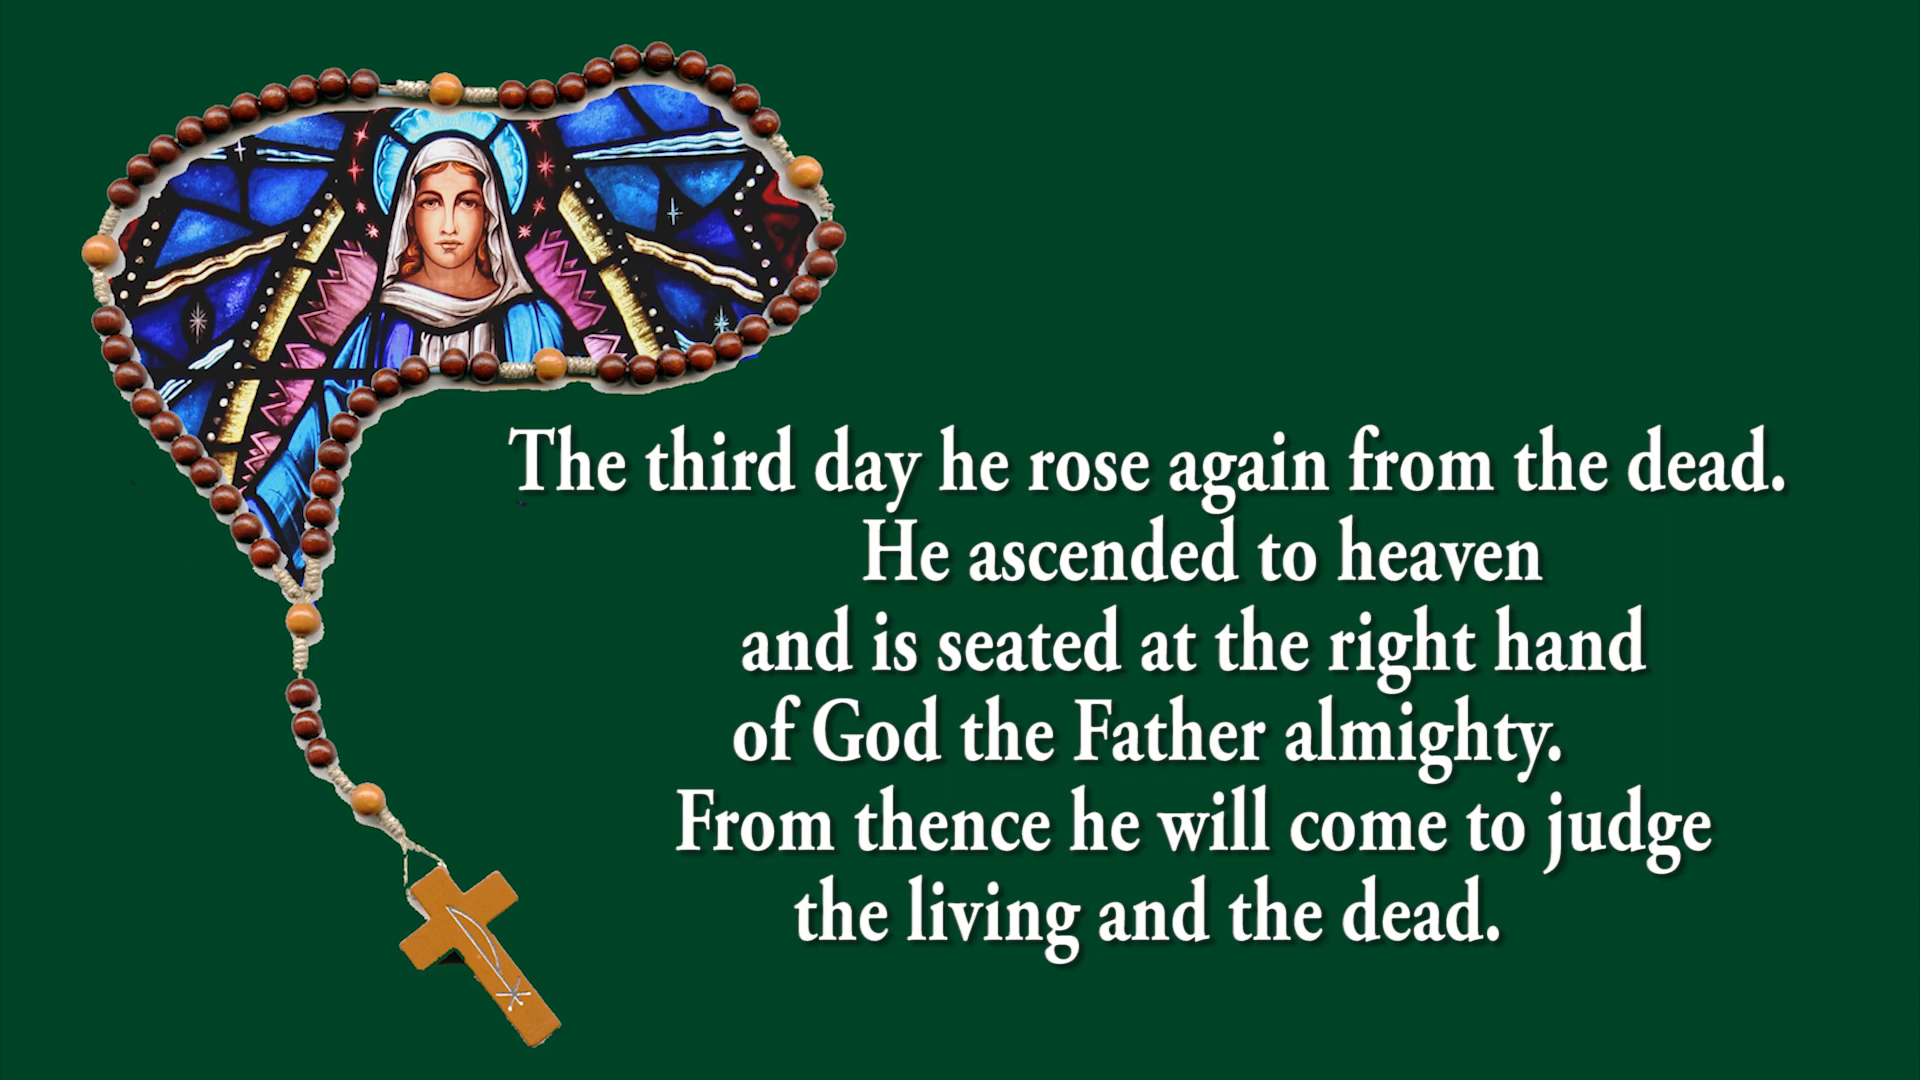 The third day he rose again from the dead.
He ascended to heaven
and is seated at the right hand
of God the Father almighty.
From thence he will come to judge
the living and the dead.